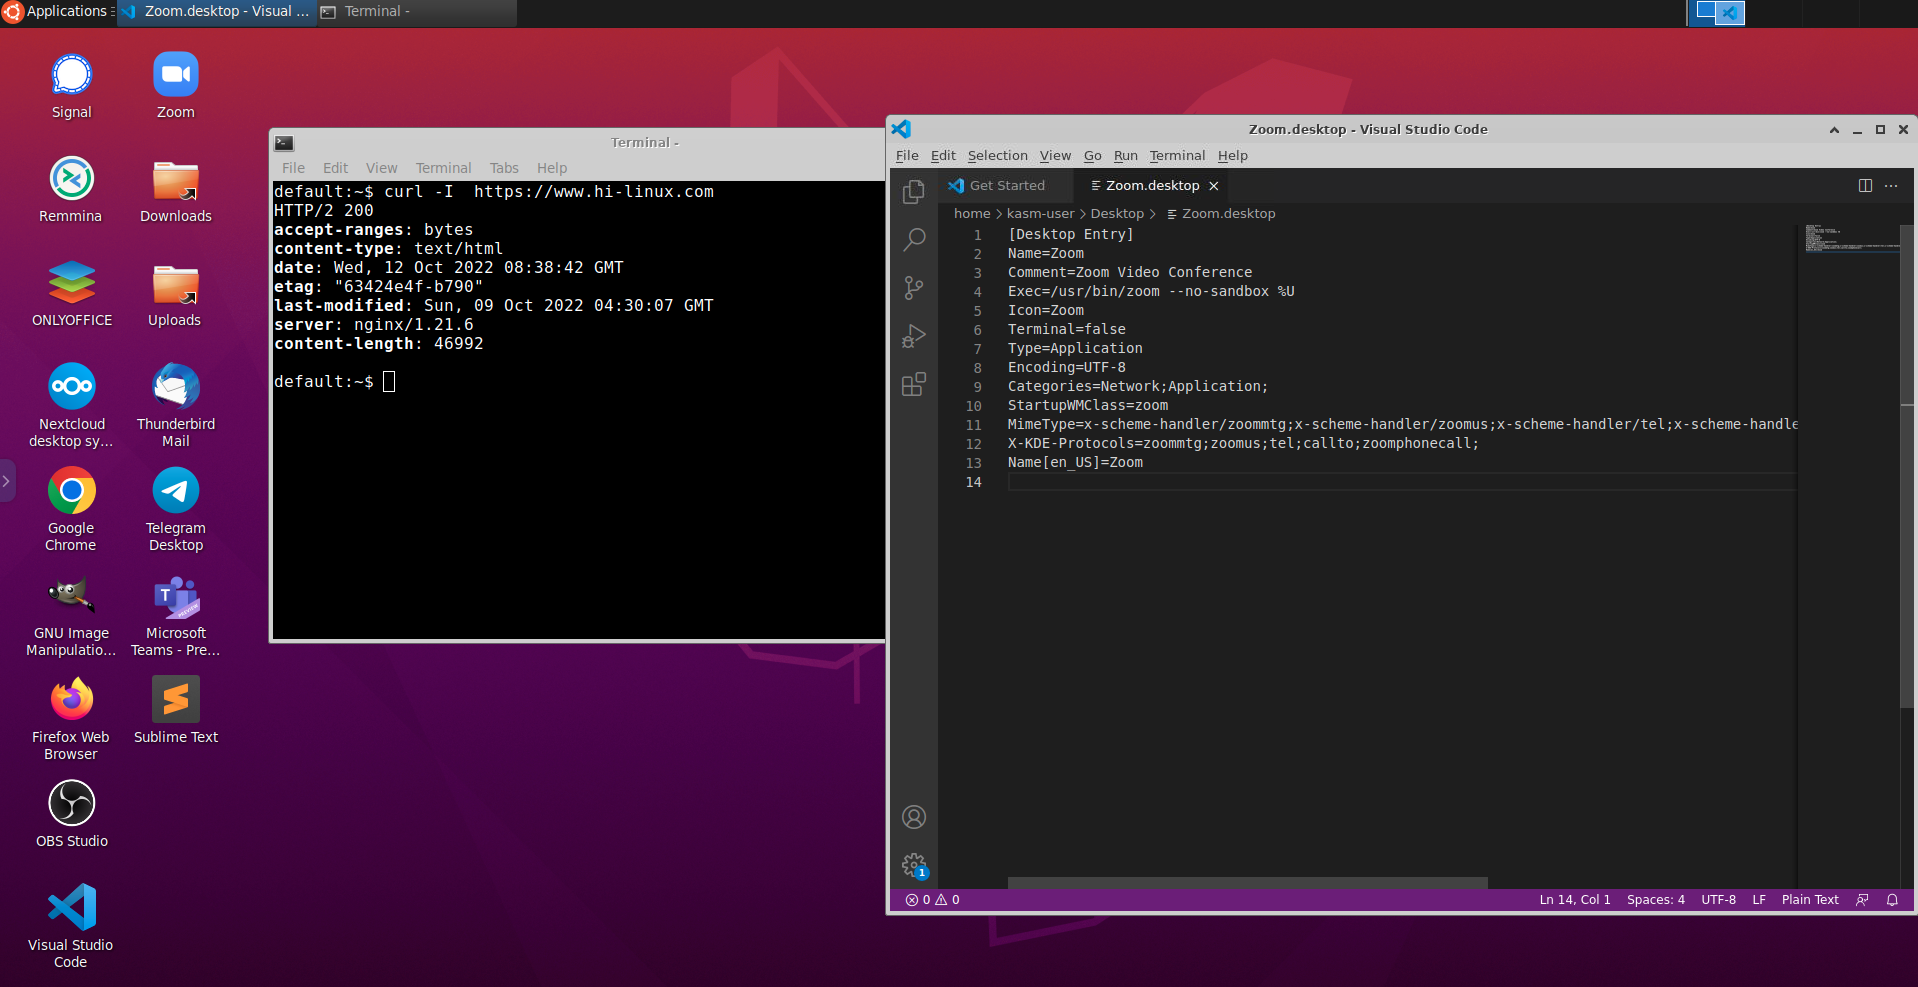 Applications
Zoom.desktop - Visual ...
Terminal -
Signal
Zoom
Remmina
Downloads
ONLYOFFICE
Uploads
Nextcloud
desktop sy...
Thunderbird
Mail
Google
Chrome
Telegram
Desktop
GNU Image
Manipulatio...
Microsoft
Teams - Pre...
Firefox Web
Browser
Sublime Text
OBS Studio
Visual Studio
Code
Terminal -
File Edit View Terminal Tabs Help
default:~$ curl -I  https://www.hi-linux.com
HTTP/2 200
accept-ranges: bytes
content-type: text/html
date: Wed, 12 Oct 2022 08:38:42 GMT
etag: "63424e4f-b790"
last-modified: Sun, 09 Oct 2022 04:30:07 GMT
server: nginx/1.21.6
content-length: 46992
default:~$
Zoom.desktop - Visual Studio Code
File Edit Selection View Go Run Terminal Help
Get Started
Zoom.desktop
home > kasm-user > Desktop > Zoom.desktop
1 [Desktop Entry]
2 Name=Zoom
3 Comment=Zoom Video Conference
4 Exec=/usr/bin/zoom --no-sandbox %U
5 Icon=Zoom
6 Terminal=false
7 Type=Application
8 Encoding=UTF-8
9 Categories=Network;Application;
10 StartupWMClass=zoom
11 MimeType=x-scheme-handler/zoommtg;x-scheme-handler/zoomus;x-scheme-handler/tel;x-scheme-handle
12 X-KDE-Protocols=zoommtg;zoomus;tel;callto;zoomphonecall;
13 Name[en_US]=Zoom
14
1
0 0
Ln 14, Col 1 Spaces: 4 UTF-8 LF Plain Text